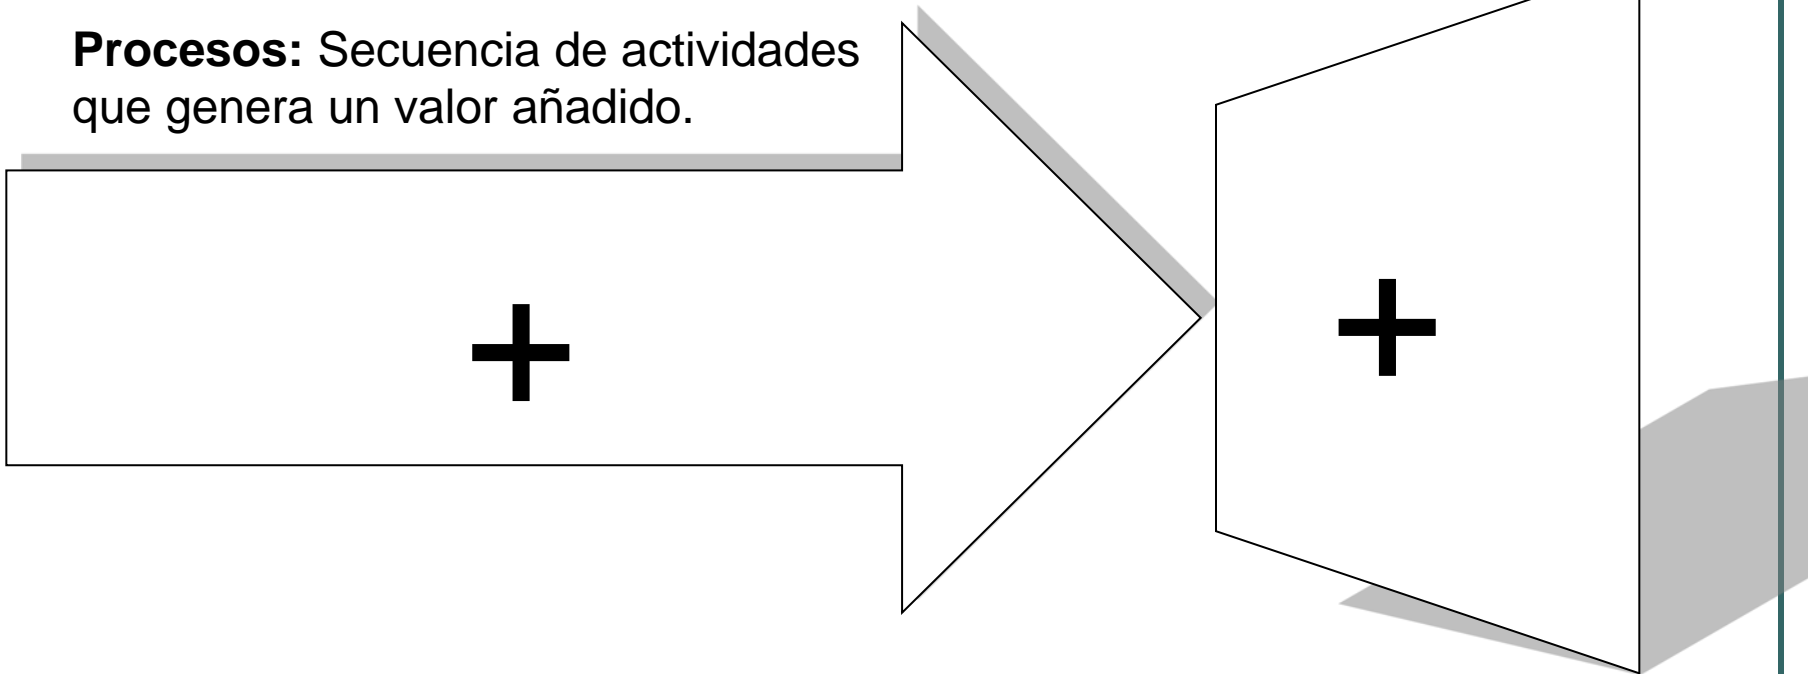 Procesos: Secuencia de actividades
que genera un valor añadido.
+
+